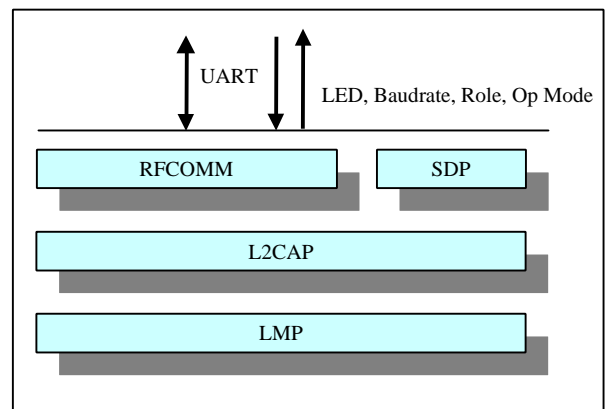 UART
LED, Baudrate, Role, Op Mode
RFCOMM
SDP
L2CAP
LMP